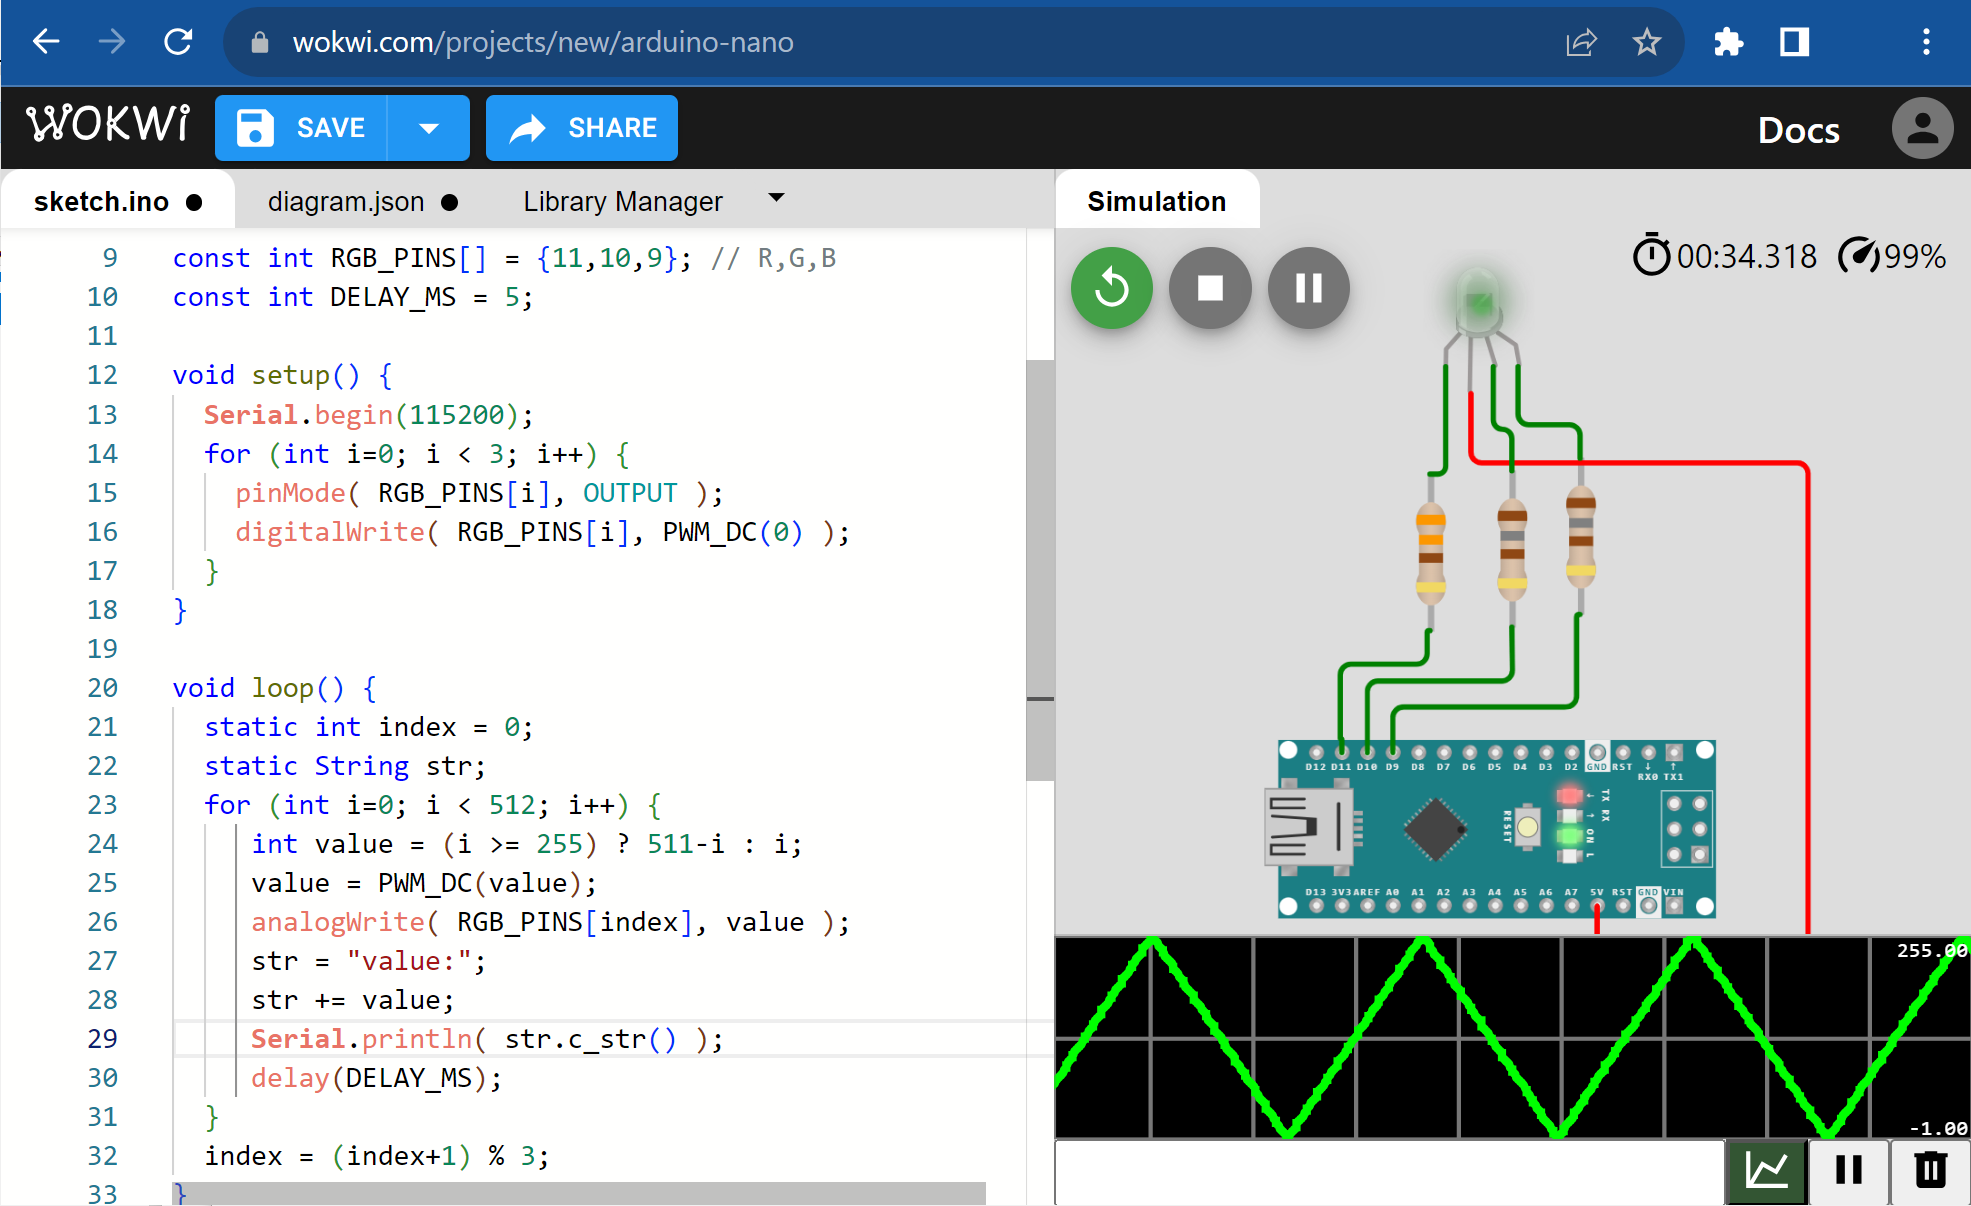 wokwi.com/projects/new/arduino-nano
WOKWi
SAVE
SHARE
Docs
sketch.ino ●
diagram.json ●
Library Manager
Simulation
00:34.318
99%
9 const int RGB_PINS[] = {11,10,9}; // R,G,B
10 const int DELAY_MS = 5;
11
12 void setup() {
13 Serial.begin(115200);
14 for (int i=0; i < 3; i++) {
15 pinMode( RGB_PINS[i], OUTPUT );
16 digitalWrite( RGB_PINS[i], PWM_DC(0) );
17 }
18 }
19
20 void loop() {
21 static int index = 0;
22 static String str;
23 for (int i=0; i < 512; i++) {
24 int value = (i >= 255) ? 511-i : i;
25 value = PWM_DC(value);
26 analogWrite( RGB_PINS[index], value );
27 str = "value:";
28 str += value;
29 Serial.println( str.c_str() );
30 delay(DELAY_MS);
31 }
32 index = (index+1) % 3;
33 }
D12 D11 D10 D9 D8 D7 D6 D5 D4 D3 D2 GND RST RX0 TX1
RESET
TX RX
ON L
D13 3V3 AREF A0 A1 A2 A3 A4 A5 A6 A7 5V RST GND VIN
255.00
-1.00